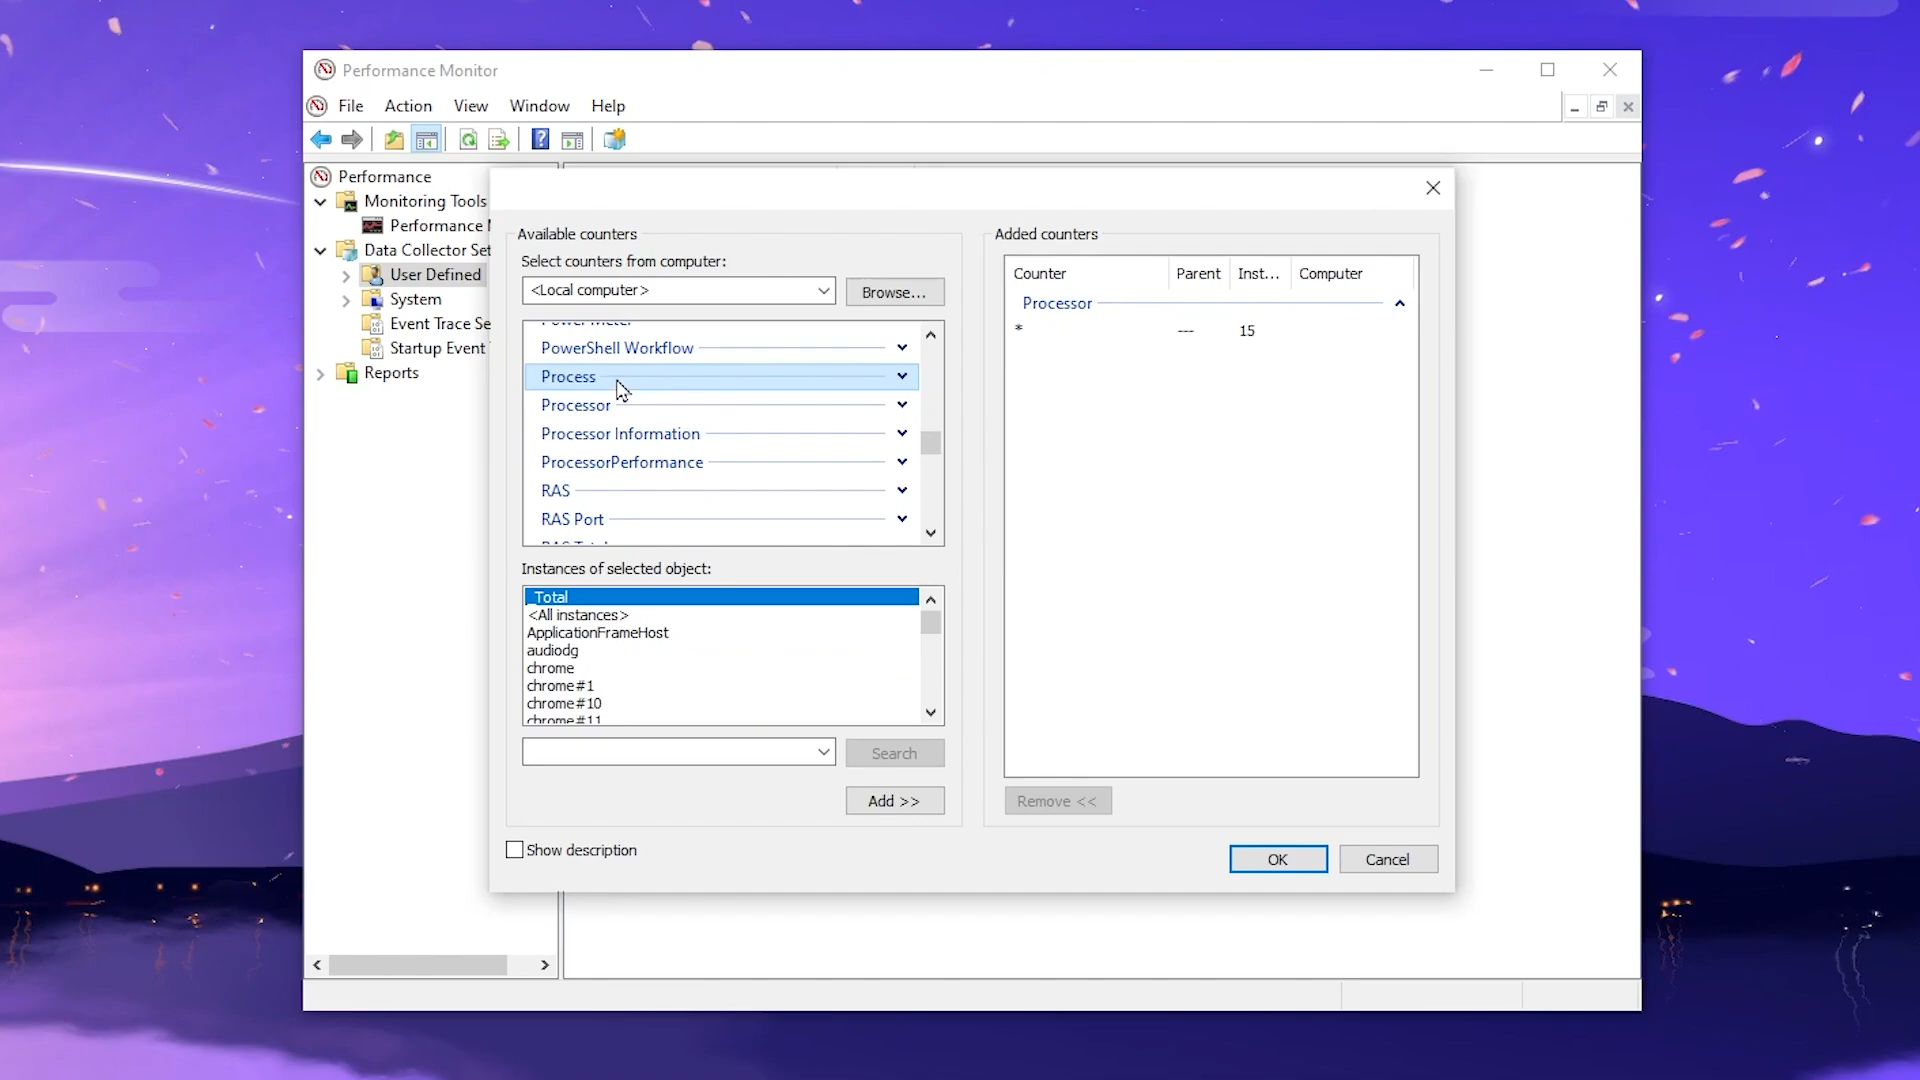 Performance Monitor
File Action View Window Help
Performance
Monitoring Tools
Performance
Data Collector Set
User Defined
System
Event Trace Se
Startup Event
Reports
Available counters
Select counters from computer:
<Local computer>
Browse...
PowerShell Workflow
Process
Processor
Processor Information
ProcessorPerformance
RAS
RAS Port
Instances of selected object:
_Total
<All instances>
ApplicationFrameHost
audiodg
chrome
chrome#1
chrome#10
chrome#11
Search
Add >>
Show description
Added counters
Counter Parent Inst... Computer
Processor
* --- 15
Remove <<
OK
Cancel